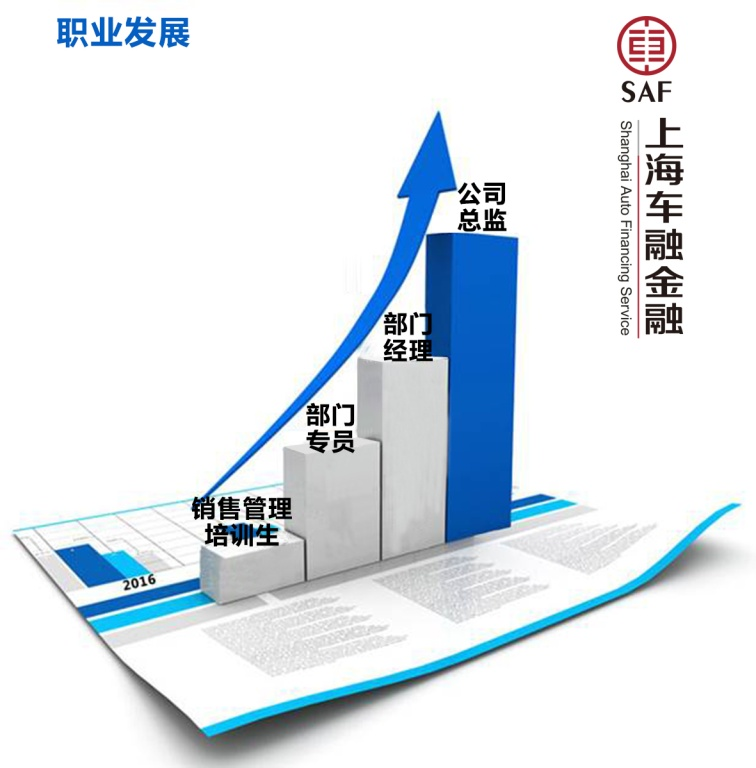 职业发展
SAF
上海车融金融
Shanghai Auto Financing Service
公司
总监
部门
经理
部门
专员
销售管理
培训生
2016